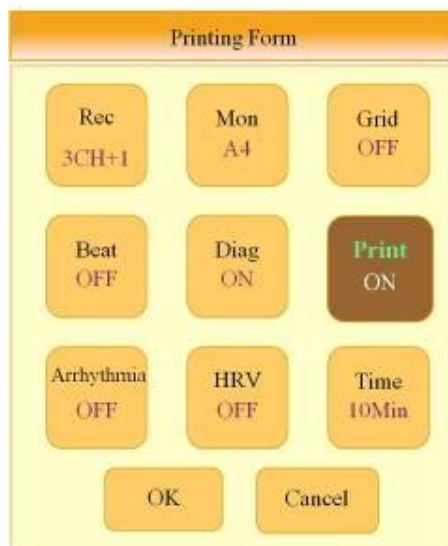 Printing Form
Rec
3CH+1
Mon
A4
Grid
OFF
Beat
OFF
Diag
ON
Print
ON
Arrhythmia
OFF
HRV
OFF
Time
10Min
OK
Cancel